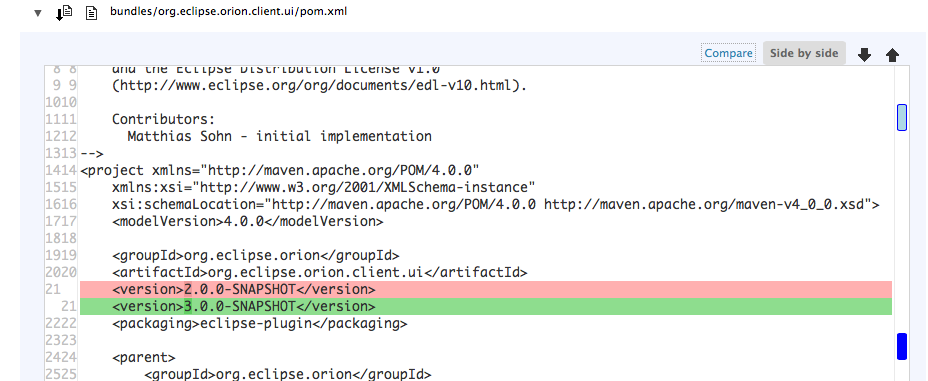 bundles/org.eclipse.orion.client.ui/pom.xml
Compare Side by side
8 8 and the Eclipse Distribution License v1.0
9 9 (http://www.eclipse.org/org/documents/edl-v10.html).
1010
1111 Contributors:
1212 Matthias Sohn - initial implementation
1313 -->
1414 <project xmlns="http://maven.apache.org/POM/4.0.0"
1515 xmlns:xsi="http://www.w3.org/2001/XMLSchema-instance"
1616 xsi:schemaLocation="http://maven.apache.org/POM/4.0.0 http://maven.apache.org/maven-v4_0_0.xsd">
1717 <modelVersion>4.0.0</modelVersion>
1818
1919 <groupId>org.eclipse.orion</groupId>
2020 <artifactId>org.eclipse.orion.client.ui</artifactId>
21 <version>2.0.0-SNAPSHOT</version>
21 <version>3.0.0-SNAPSHOT</version>
2222 <packaging>eclipse-plugin</packaging>
2323
2424 <parent>
2525 <groupId>org.eclipse.orion</groupId>